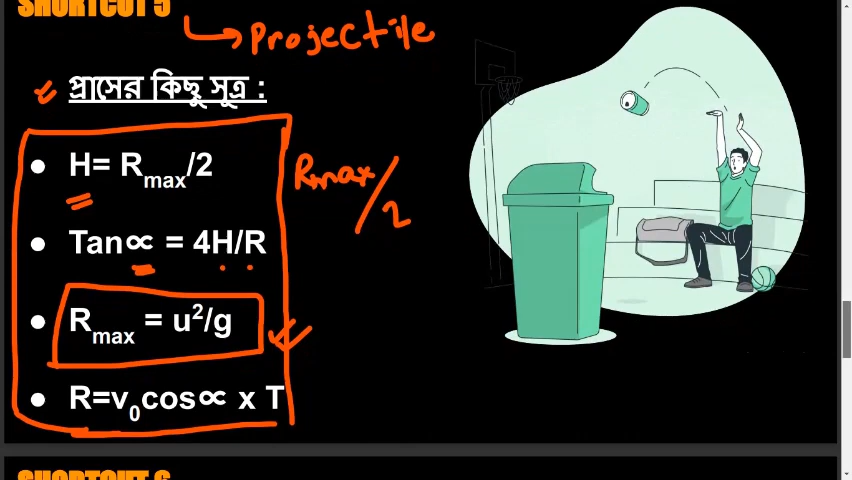 SHORTCUT 5
Projectile
প্রাসের কিছু সূত্র :
● H= Rmax/2
Rmax/2
● Tan∝ = 4H/R
● Rmax = u²/g
● R=v₀cos∝ x T
SHORTCUT 6